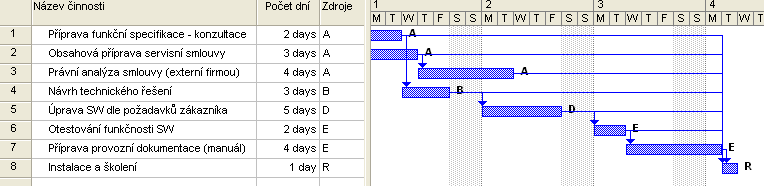 Název činnosti Počet dní Zdroje 1 2 3 4
M T W T F S S M T W T F S S M T W T F S S M T W
1 Příprava funkční specifikace - konzultace 2 days A A
2 Obsahová příprava servisní smlouvy 3 days A A
3 Právní analýza smlouvy (externí firmou) 4 days A A
4 Návrh technického řešení 3 days B B
5 Úprava SW dle požadavků zákazníka 5 days D D
6 Otestování funkčnosti SW 2 days E E
7 Příprava provozní dokumentace (manuál) 4 days E E
8 Instalace a školení 1 day R R